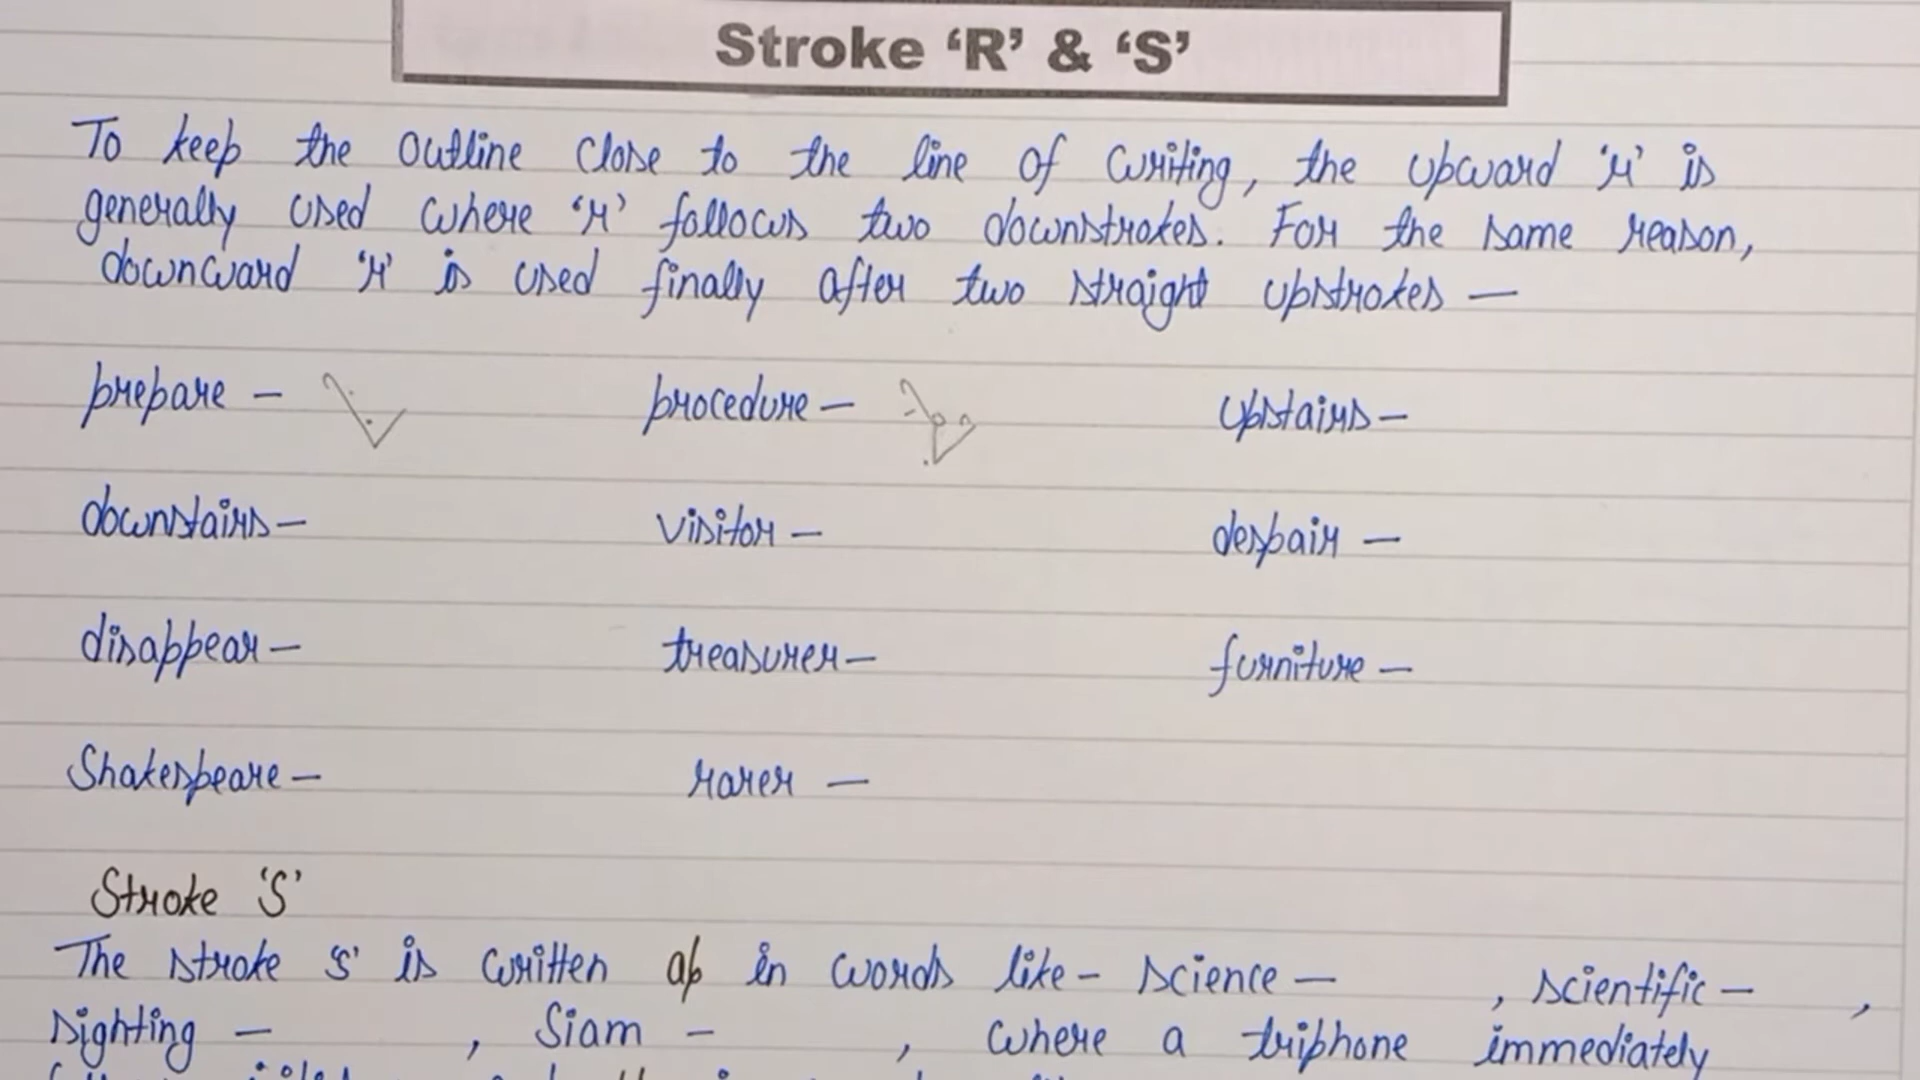 Stroke ‘R’ & ‘S’
To keep the outline close to the line of writing, the upward ‘r’ is
generally used where ‘r’ follows two downstrokes. For the same reason,
downward ‘r’ is used finally after two straight upstrokes —
prepare — procedure — upstairs —
downstairs — visitor — despair —
disappear — treasurer — furniture —
Shakespeare — rarer —
Stroke ‘S’
The stroke ‘s’ is written as in words like - science — , scientific — ,
sighting — , Siam — , where a triphone immediately